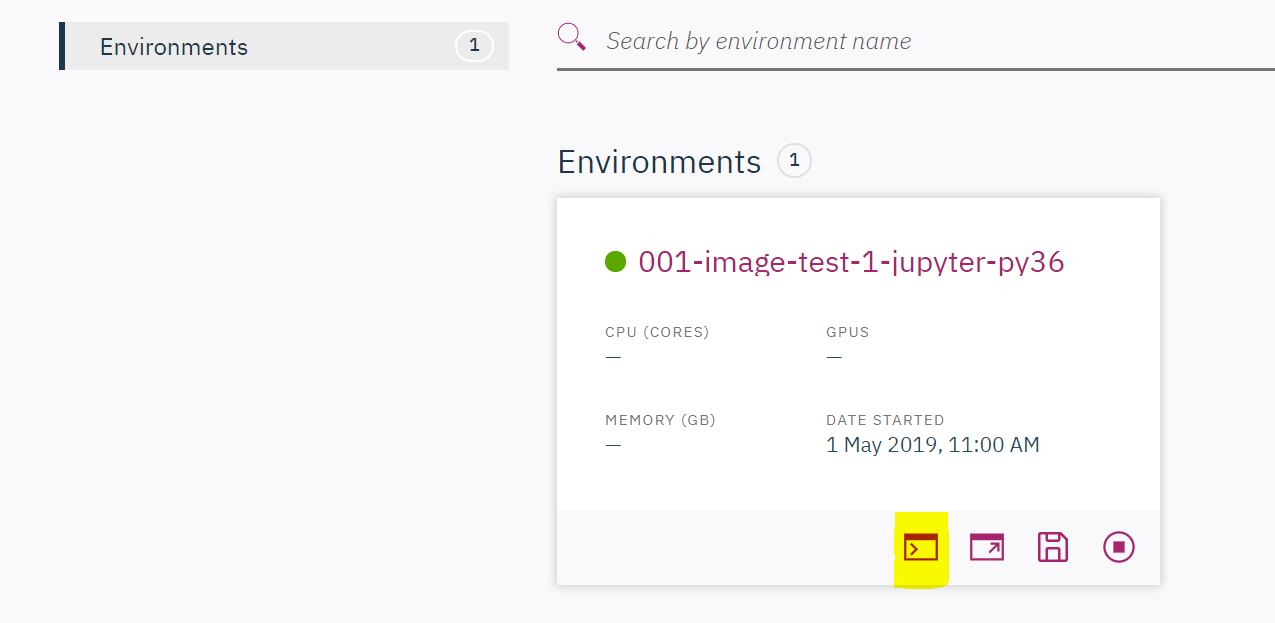 Environments 1
Search by environment name
Environments 1
001-image-test-1-jupyter-py36
CPU (CORES) GPUS
— —
MEMORY (GB) DATE STARTED
— 1 May 2019, 11:00 AM